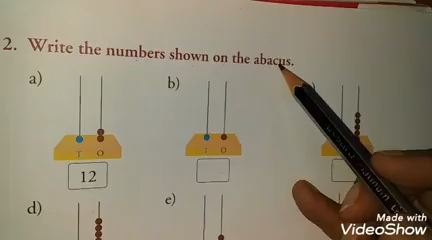 2. Write the numbers shown on the abacus.
a)
b)
T O
T O
12
d)
e)
Made with
VideoShow